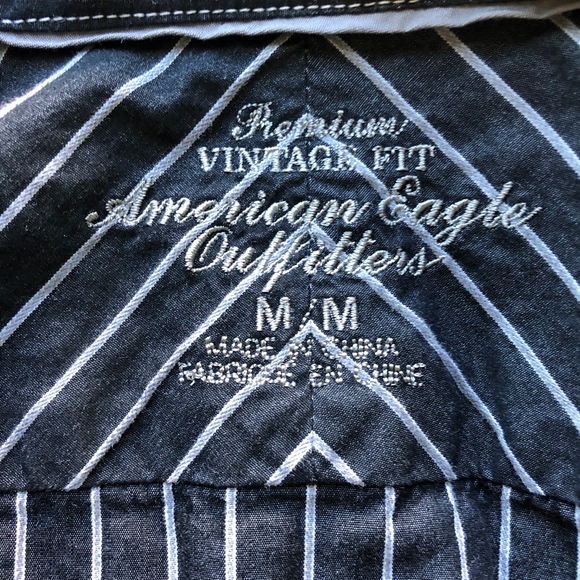 Premium
VINTAGE FIT
American Eagle
Outfitters
M/M
MADE IN CHINA
FABRIQUE EN CHINE